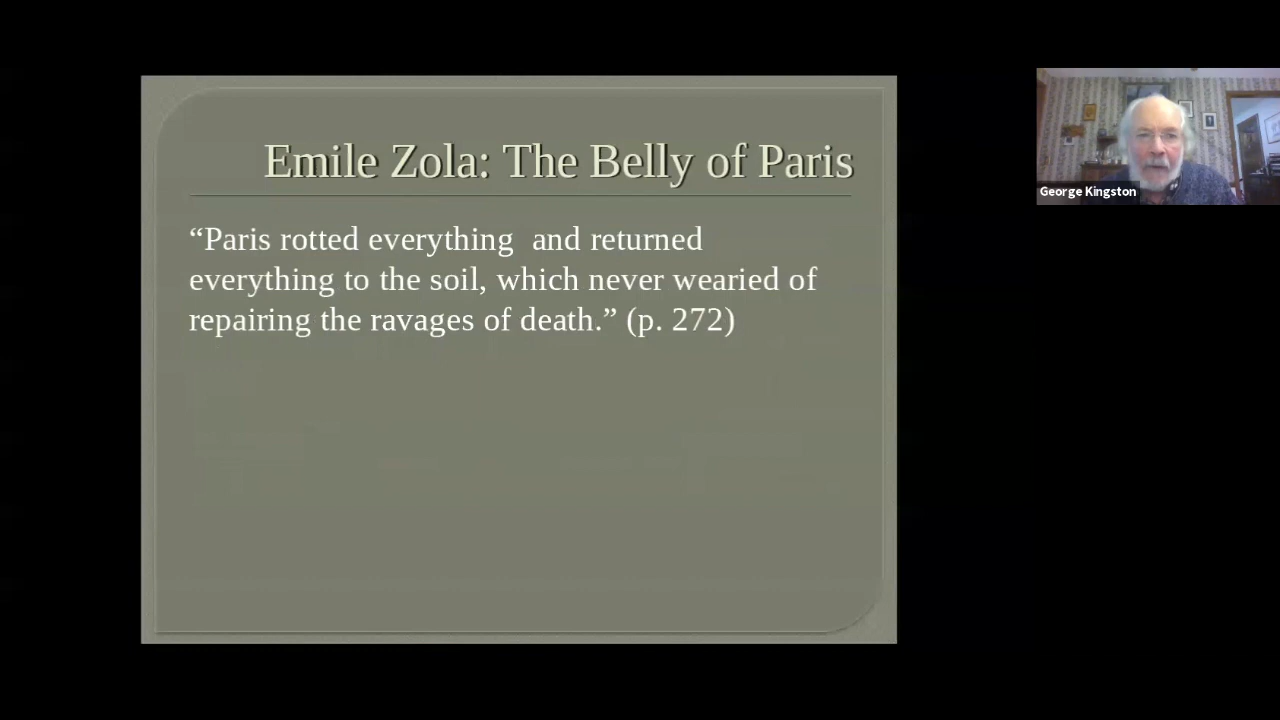 Emile Zola: The Belly of Paris
“Paris rotted everything  and returned
everything to the soil, which never wearied of
repairing the ravages of death.” (p. 272)
George Kingston